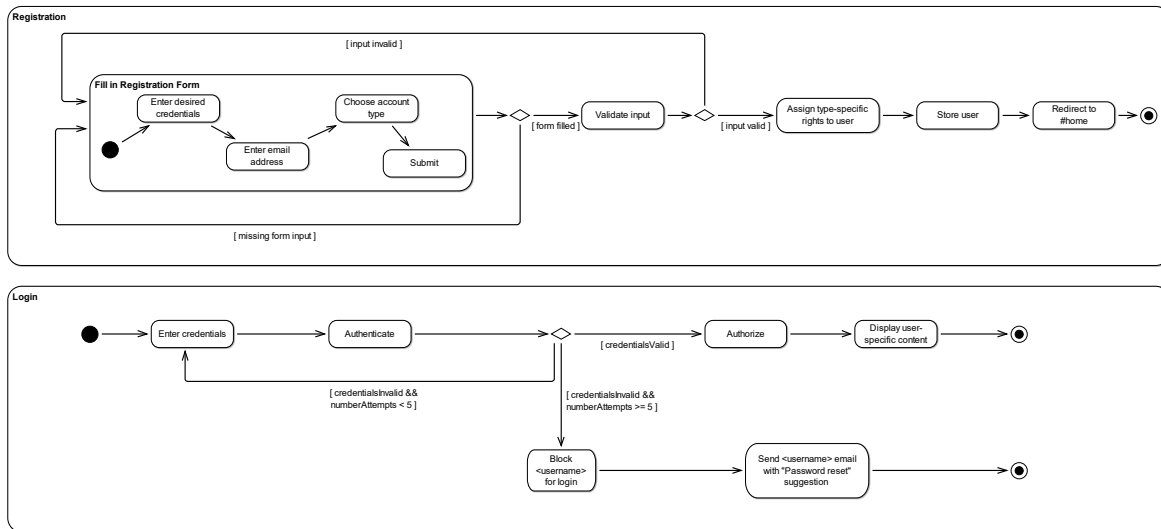 Registration
[ input invalid ]
Fill in Registration Form
Enter desired
credentials
Choose account
type
Enter email
address
Submit
[ form filled ]
Validate input
[ input valid ]
Assign type-specific
rights to user
Store user
Redirect to
#home
[ missing form input ]
Login
Enter credentials
Authenticate
[ credentialsValid ]
Authorize
Display user-
specific content
[ credentialsInvalid &&
numberAttempts < 5 ]
[ credentialsInvalid &&
numberAttempts >= 5 ]
Block
<username>
for login
Send <username> email
with "Password reset"
suggestion